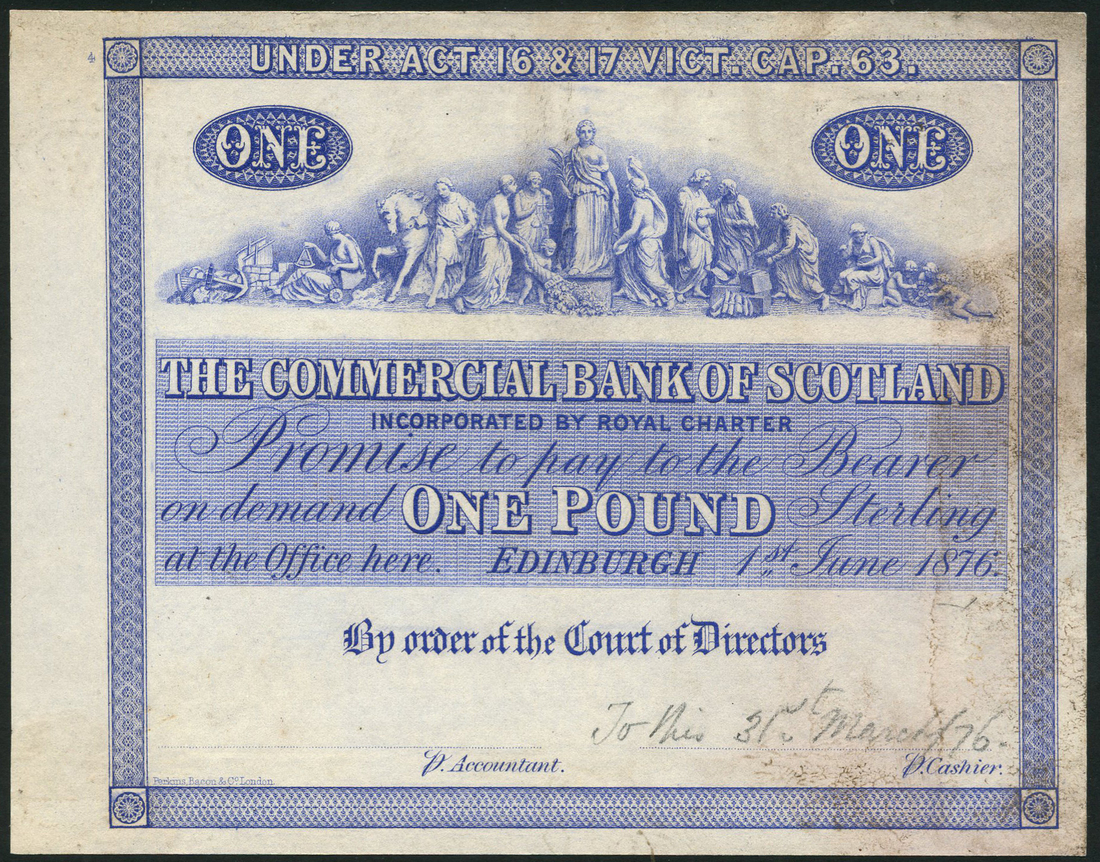 4
UNDER ACT 16 & 17 VICT. CAP. 63.
ONE ONE
THE COMMERCIAL BANK OF SCOTLAND
INCORPORATED BY ROYAL CHARTER
Promise to pay to the Bearer
on demand ONE POUND Sterling
at the Office here. EDINBURGH 1st June 1876.
By order of the Court of Directors
To this 31st March/76.
P. Accountant. P. Cashier.
Perkins, Bacon & Co. London.